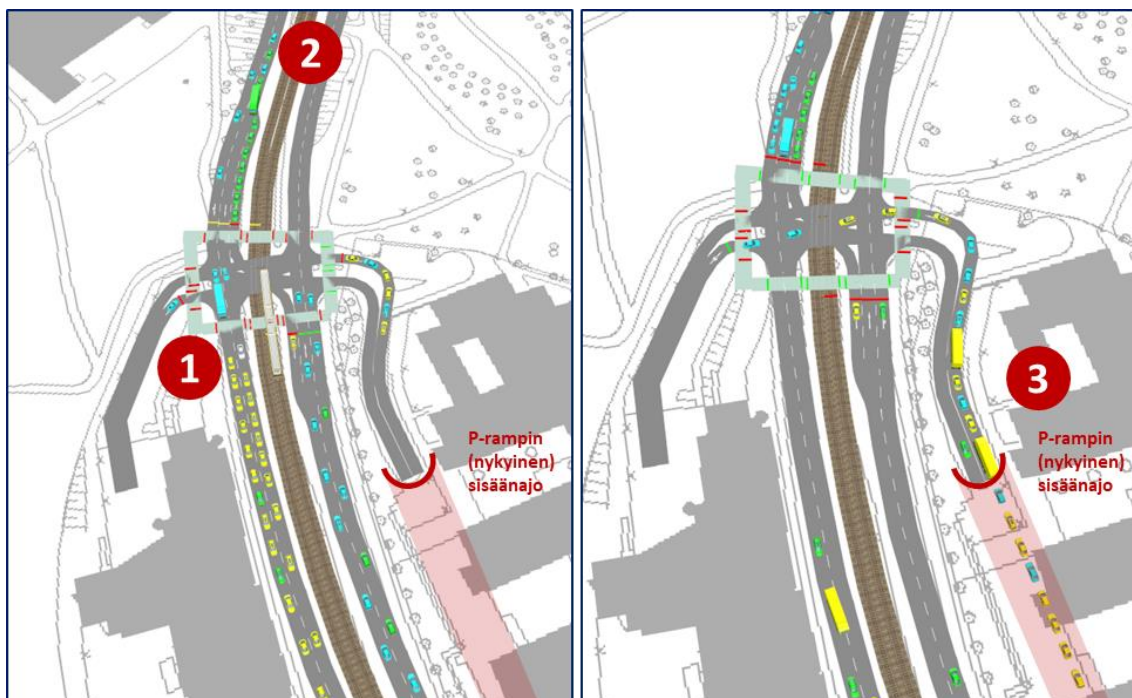 2
1
P-rampin
(nykyinen)
sisäänajo
3
P-rampin
(nykyinen)
sisäänajo